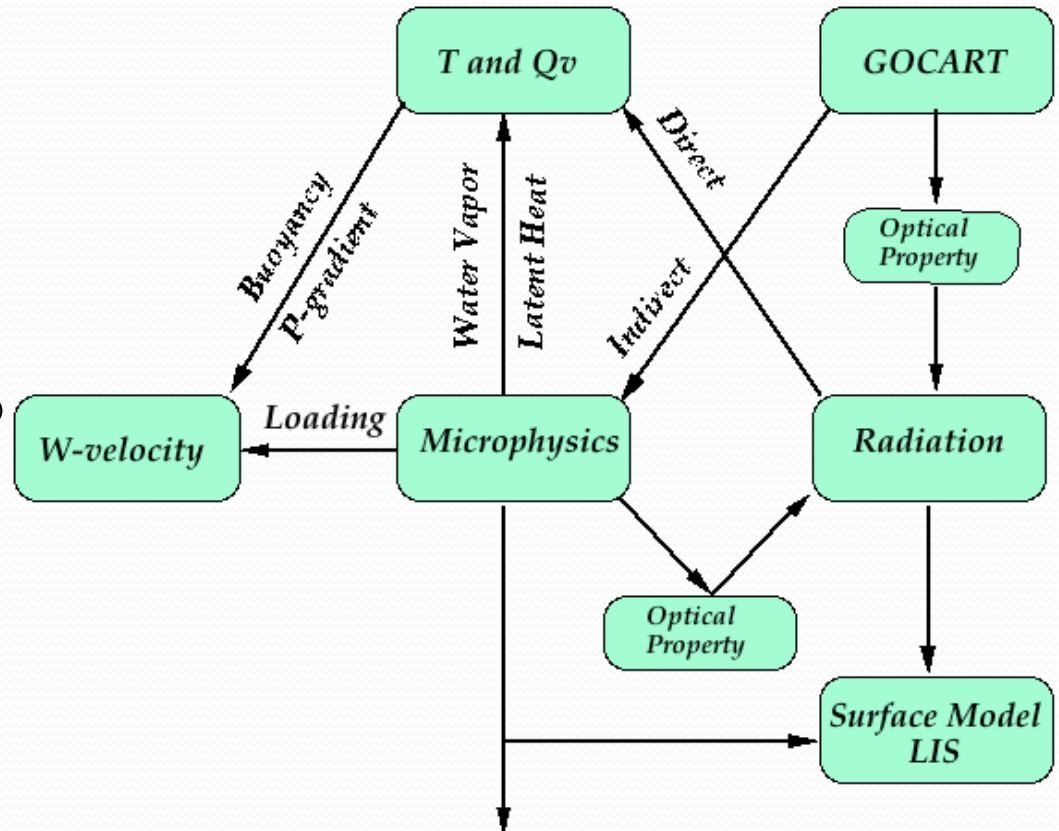 T and Qv
GOCART
Direct
Buoyancy
P-gradient
Water Vapor
Latent Heat
Indirect
Optical
Property
W-velocity
Loading
Microphysics
Radiation
Optical
Property
Surface Model
LIS